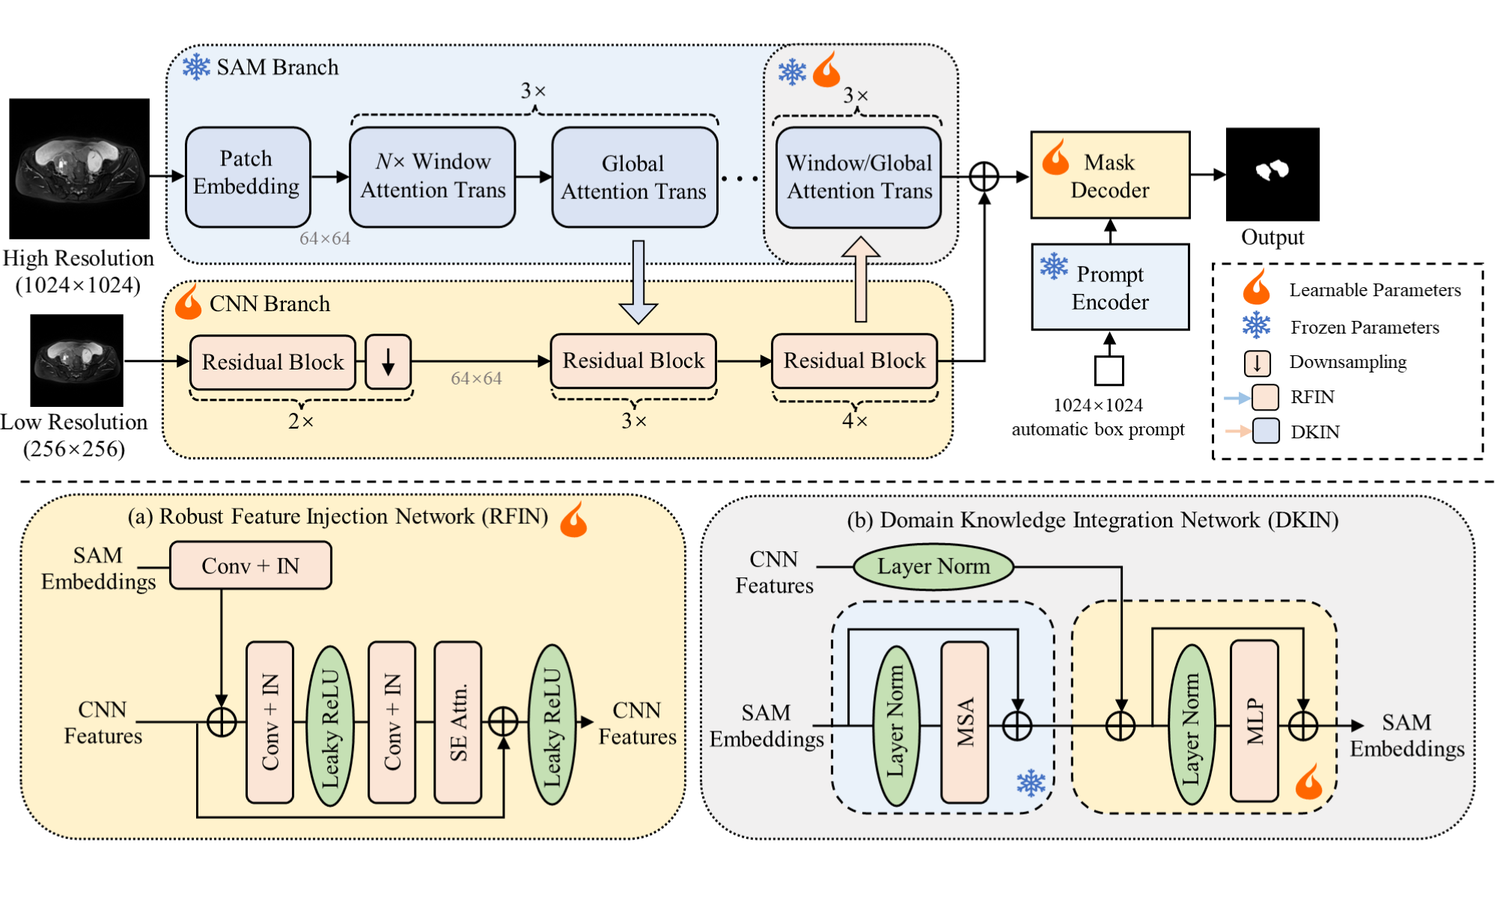 SAM Branch
3×
3×
Patch
Embedding
N× Window
Attention Trans
Global
Attention Trans
...
Window/Global
Attention Trans
64×64
High Resolution
(1024×1024)
Mask
Decoder
Output
Prompt
Encoder
1024×1024
automatic box prompt
CNN Branch
Residual Block
64×64
Residual Block
Residual Block
2×
3×
4×
Low Resolution
(256×256)
Learnable Parameters
Frozen Parameters
Downsampling
RFIN
DKIN
(a) Robust Feature Injection Network (RFIN)
SAM
Embeddings
Conv + IN
CNN
Features
Conv + IN
Leaky ReLU
Conv + IN
SE Attn.
Leaky ReLU
CNN
Features
(b) Domain Knowledge Integration Network (DKIN)
CNN
Features
Layer Norm
SAM
Embeddings
Layer Norm
MSA
Layer Norm
MLP
SAM
Embeddings